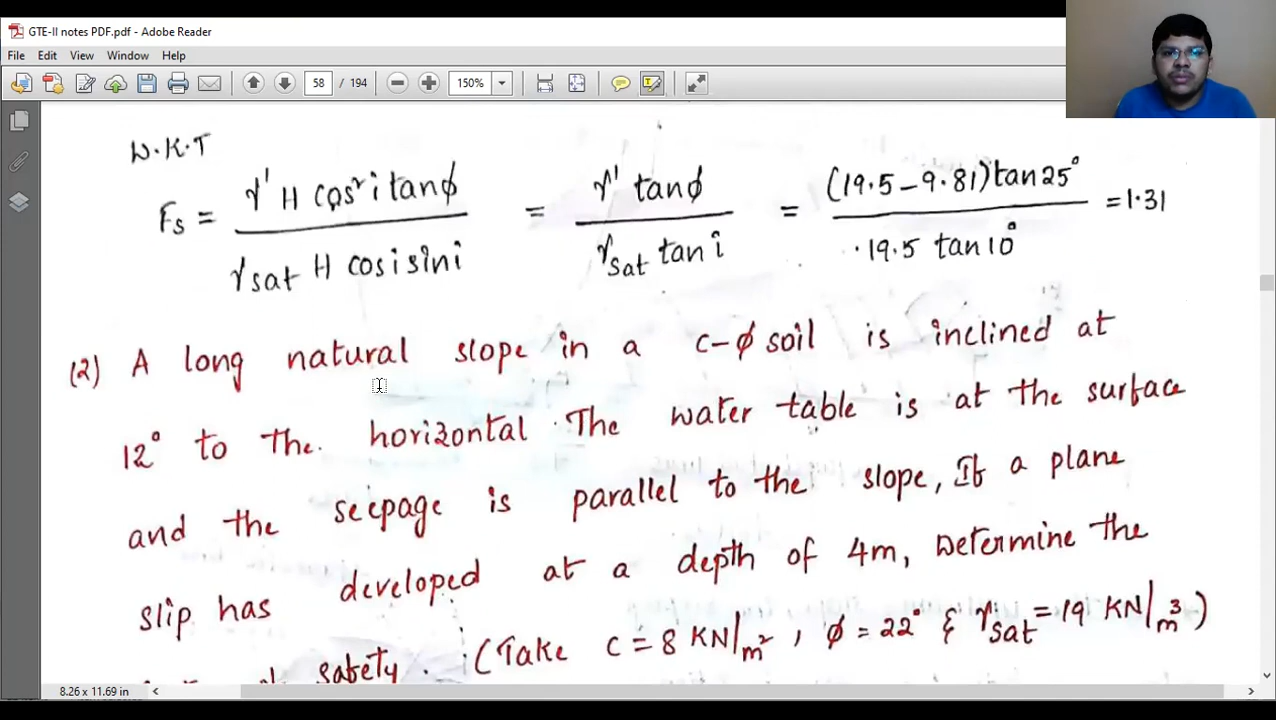 GTE-II notes PDF.pdf - Adobe Reader
File Edit View Window Help
58 / 194 150%
W.K.T
Fs = γ' H cos²i tanϕ / γsat H cosi sini = γ' tanϕ / γsat tan i = (19.5-9.81) tan25° / 19.5 tan10° = 1.31
(2) A long natural slope in a c-ϕ soil is inclined at
12° to the horizontal. The water table is at the surface
and the seepage is parallel to the slope, If a plane
slip has developed at a depth of 4m, Determine the
safety. (Take c = 8 KN/m², ϕ = 22° & γsat = 19 KN/m³)
8.26 x 11.69 in